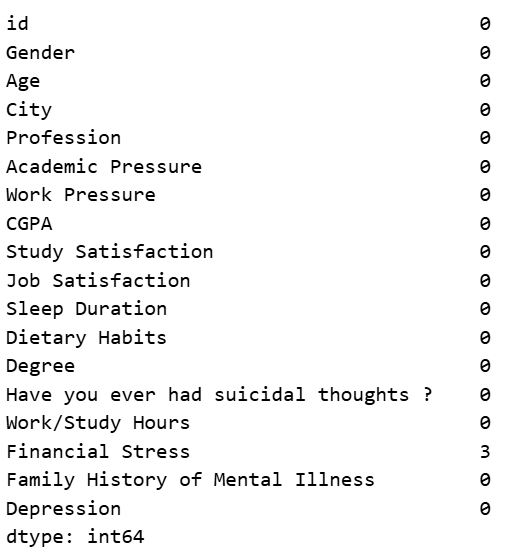 id 0
Gender 0
Age 0
City 0
Profession 0
Academic Pressure 0
Work Pressure 0
CGPA 0
Study Satisfaction 0
Job Satisfaction 0
Sleep Duration 0
Dietary Habits 0
Degree 0
Have you ever had suicidal thoughts ? 0
Work/Study Hours 0
Financial Stress 3
Family History of Mental Illness 0
Depression 0
dtype: int64